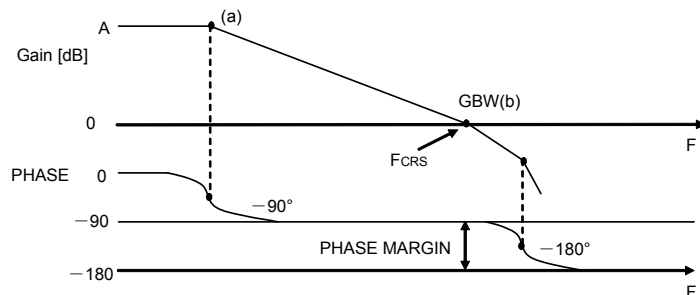 A
(a)
Gain [dB]
GBW(b)
0
F
FCRS
PHASE
0
−90°
−90
PHASE MARGIN
−180°
−180
F